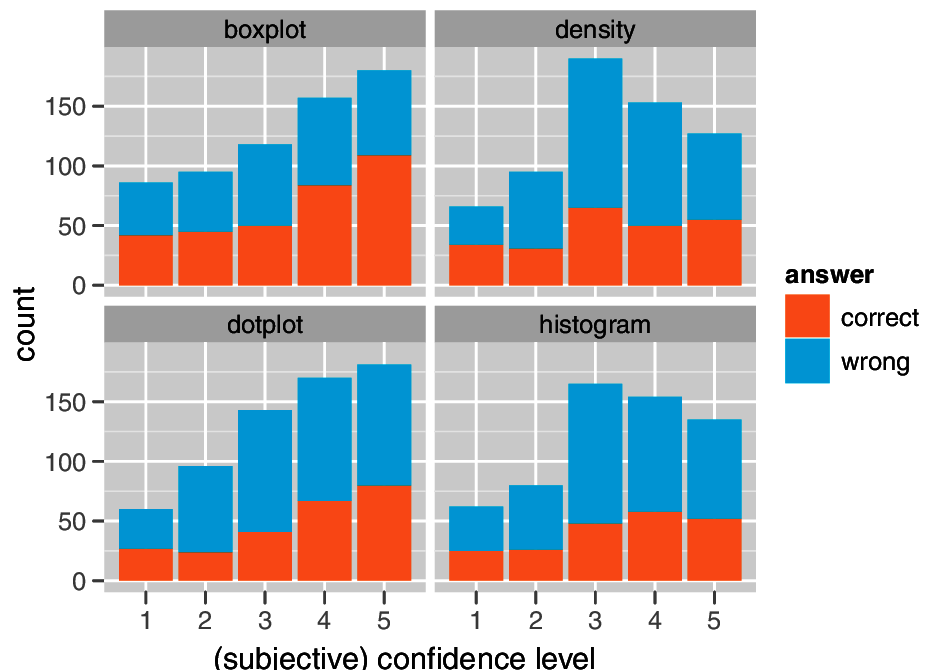 boxplot
density
150
100
50
0
dotplot
histogram
150
100
50
0
1 2 3 4 5
1 2 3 4 5
(subjective) confidence level
count
answer
correct
wrong